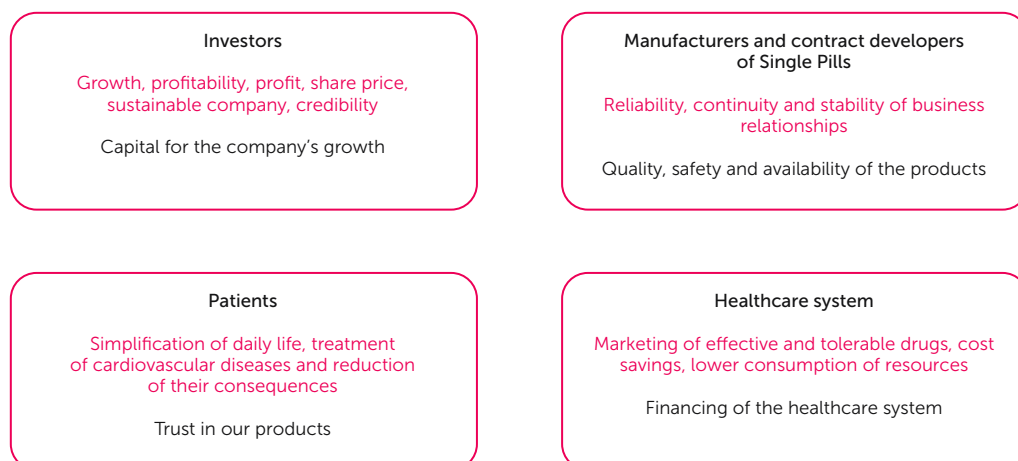 Investors
Growth, profitability, profit, share price,
sustainable company, credibility
Capital for the company’s growth
Manufacturers and contract developers
of Single Pills
Reliability, continuity and stability of business
relationships
Quality, safety and availability of the products
Patients
Simplification of daily life, treatment
of cardiovascular diseases and reduction
of their consequences
Trust in our products
Healthcare system
Marketing of effective and tolerable drugs, cost
savings, lower consumption of resources
Financing of the healthcare system